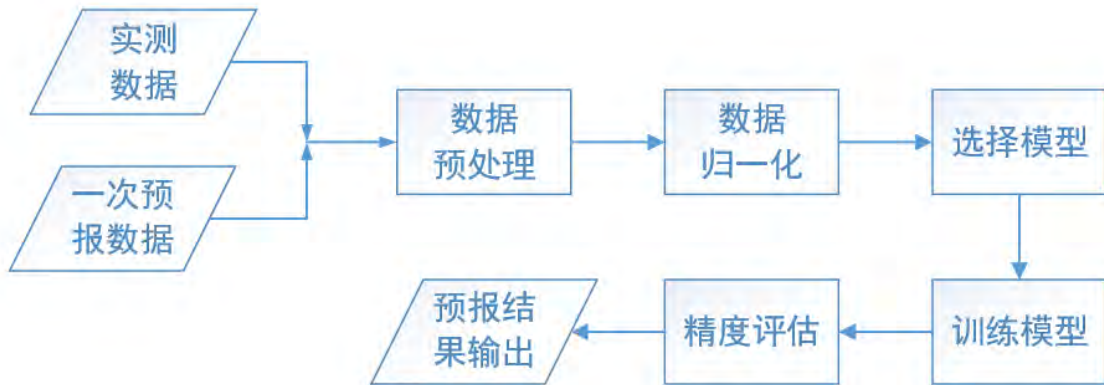 实测
数据
一次预
报数据
数据
预处理
数据
归一化
选择模型
训练模型
精度评估
预报结
果输出